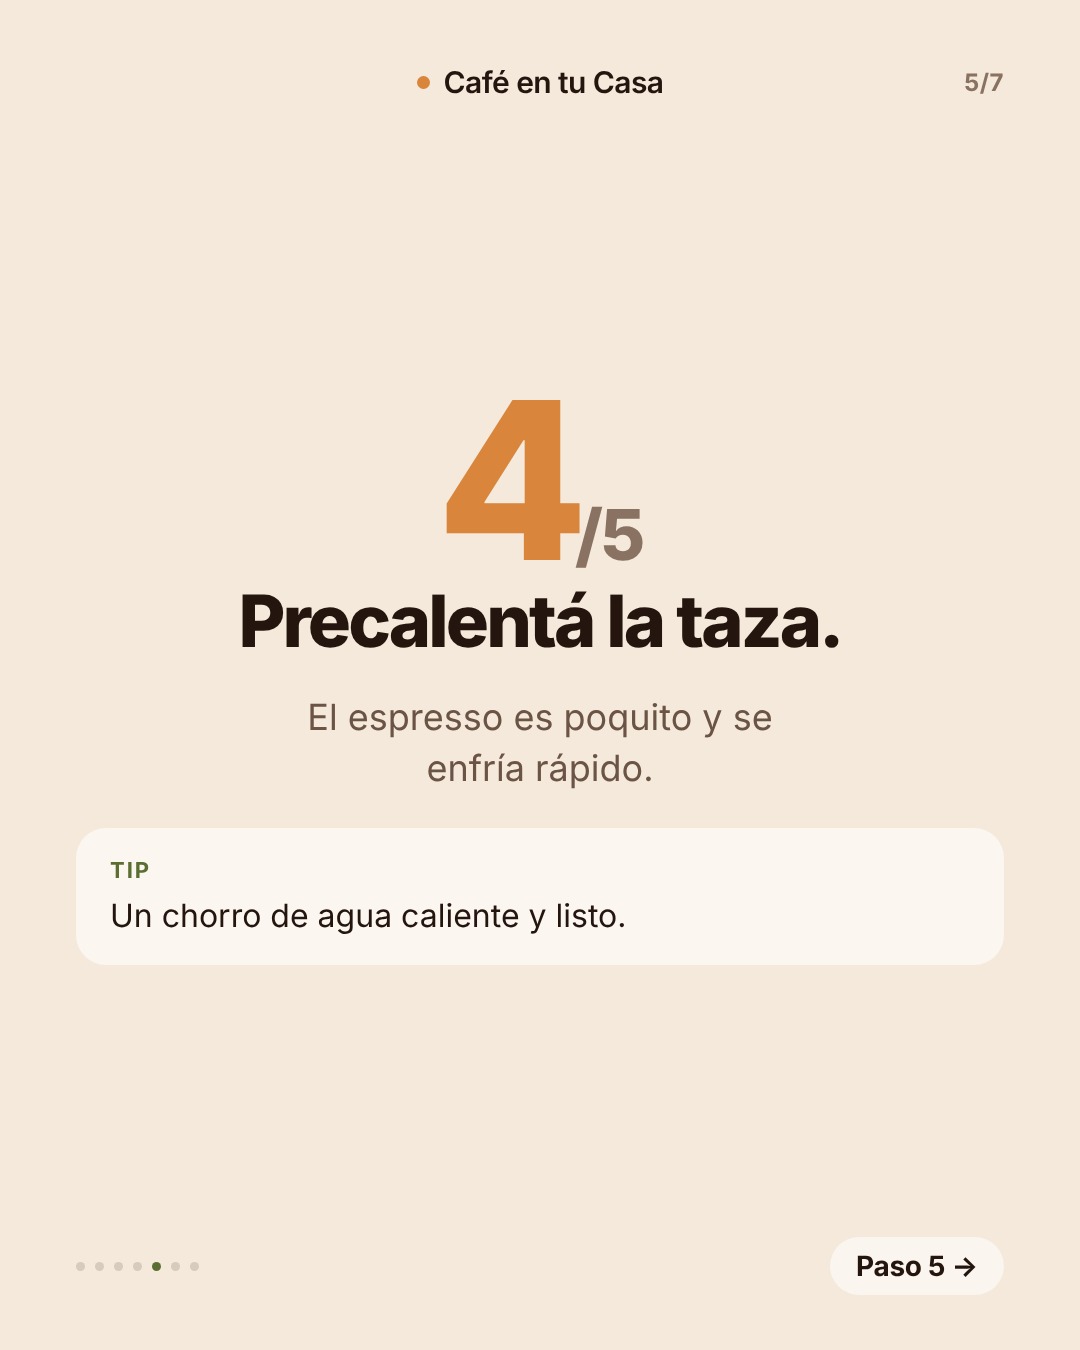 Café en tu Casa
5/7
4/5
Precalentá la taza.
El espresso es poquito y se
enfría rápido.
TIP
Un chorro de agua caliente y listo.
Paso 5 →